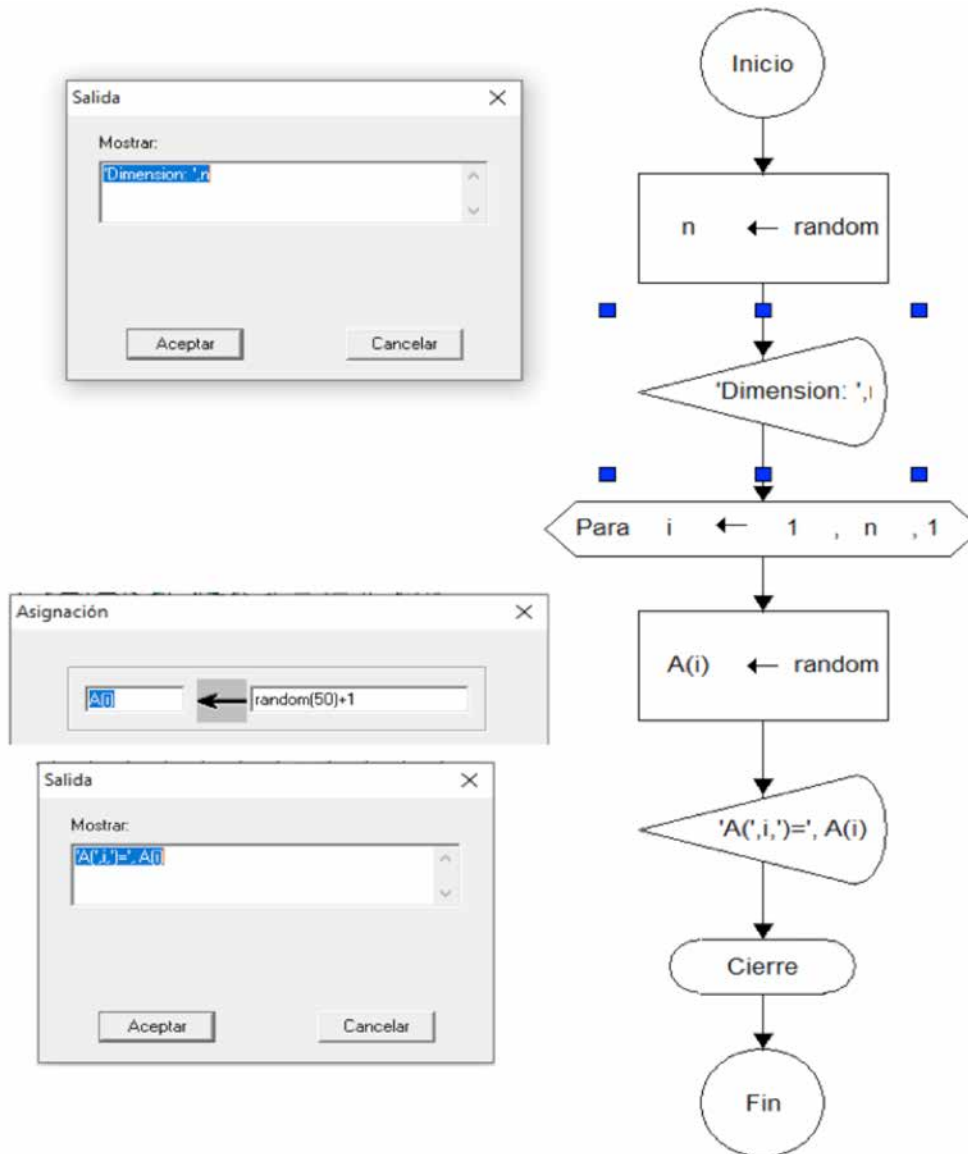 Inicio
Salida
Mostrar:
'Dimension: ',n
Aceptar
Cancelar
n ← random
'Dimension: ',
Para i ← 1 , n , 1
Asignación
A(i) ← random(50)+1
A(i) ← random
Salida
Mostrar:
'A(',i,')=', A(i)
Aceptar
Cancelar
'A(',i,')=', A(i)
Cierre
Fin